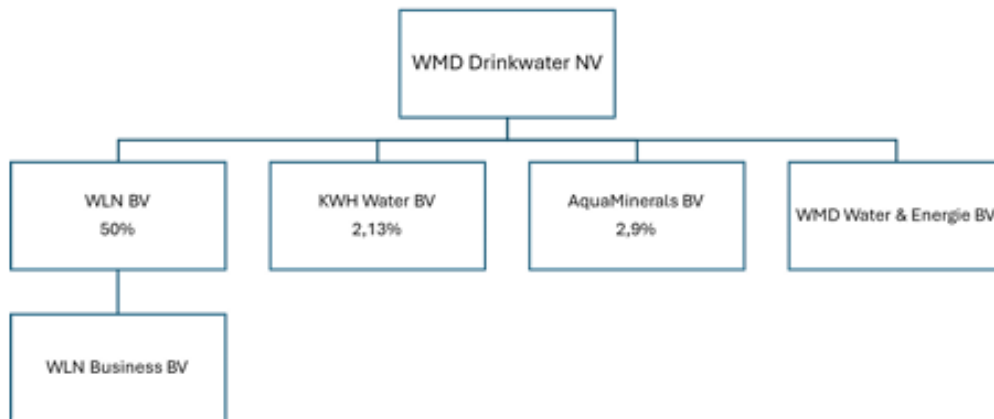 WMD Drinkwater NV
WLN BV
50%
KWH Water BV
2,13%
AquaMinerals BV
2,9%
WMD Water & Energie BV
WLN Business BV